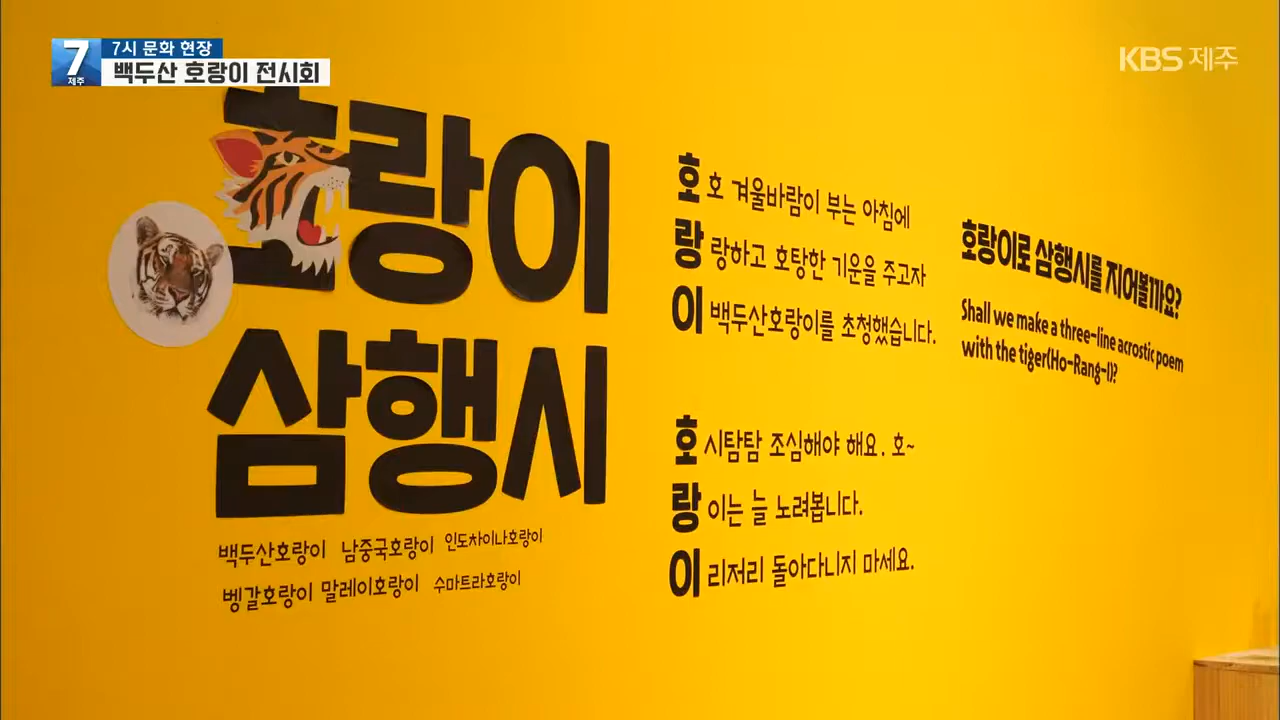 7시 문화 현장
7
제주
백두산 호랑이 전시회
KBS 제주
호랑이
삼행시
백두산호랑이 남중국호랑이 인도차이나호랑이
벵갈호랑이 말레이호랑이 수마트라호랑이
호 호 겨울바람이 부는 아침에
랑 랑하고 호탕한 기운을 주고자
이 백두산호랑이를 초청했습니다.
호 시탐탐 조심해야 해요. 호~
랑 이는 늘 노려봅니다.
이 리저리 돌아다니지 마세요.
호랑이로 삼행시를 지어볼까요?
Shall we make a three-line acrostic poem
with the tiger(Ho-Rang-I)?